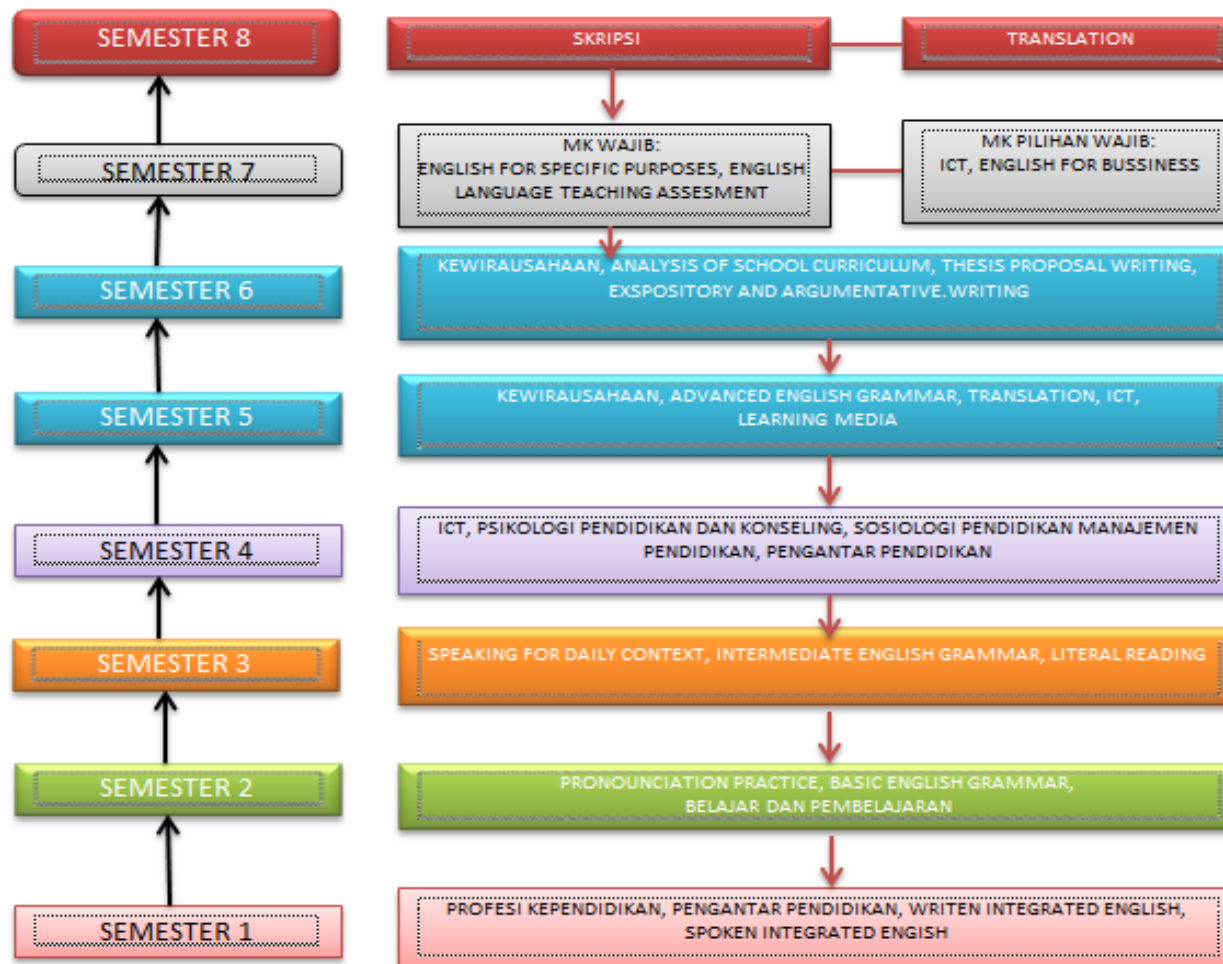 SEMESTER 8
SKRIPSI
TRANSLATION
SEMESTER 7
MK WAJIB:
ENGLISH FOR SPECIFIC PURPOSES, ENGLISH
LANGUAGE TEACHING ASSESMENT
MK PILIHAN WAJIB:
ICT, ENGLISH FOR BUSSINESS
SEMESTER 6
KEWIRAUSAHAAN, ANALYSIS OF SCHOOL CURRICULUM, THESIS PROPOSAL WRITING,
EXSPOSITORY AND ARGUMENTATIVE.WRITING
SEMESTER 5
KEWIRAUSAHAAN, ADVANCED ENGLISH GRAMMAR, TRANSLATION, ICT,
LEARNING MEDIA
SEMESTER 4
ICT, PSIKOLOGI PENDIDIKAN DAN KONSELING, SOSIOLOGI PENDIDIKAN MANAJEMEN
PENDIDIKAN, PENGANTAR PENDIDIKAN
SEMESTER 3
SPEAKING FOR DAILY CONTEXT, INTERMEDIATE ENGLISH GRAMMAR, LITERAL READING
SEMESTER 2
PRONOUNCIATION PRACTICE, BASIC ENGLISH GRAMMAR,
BELAJAR DAN PEMBELAJARAN
SEMESTER 1
PROFESI KEPENDIDIKAN, PENGANTAR PENDIDIKAN, WRITEN INTEGRATED ENGLISH,
SPOKEN INTEGRATED ENGISH